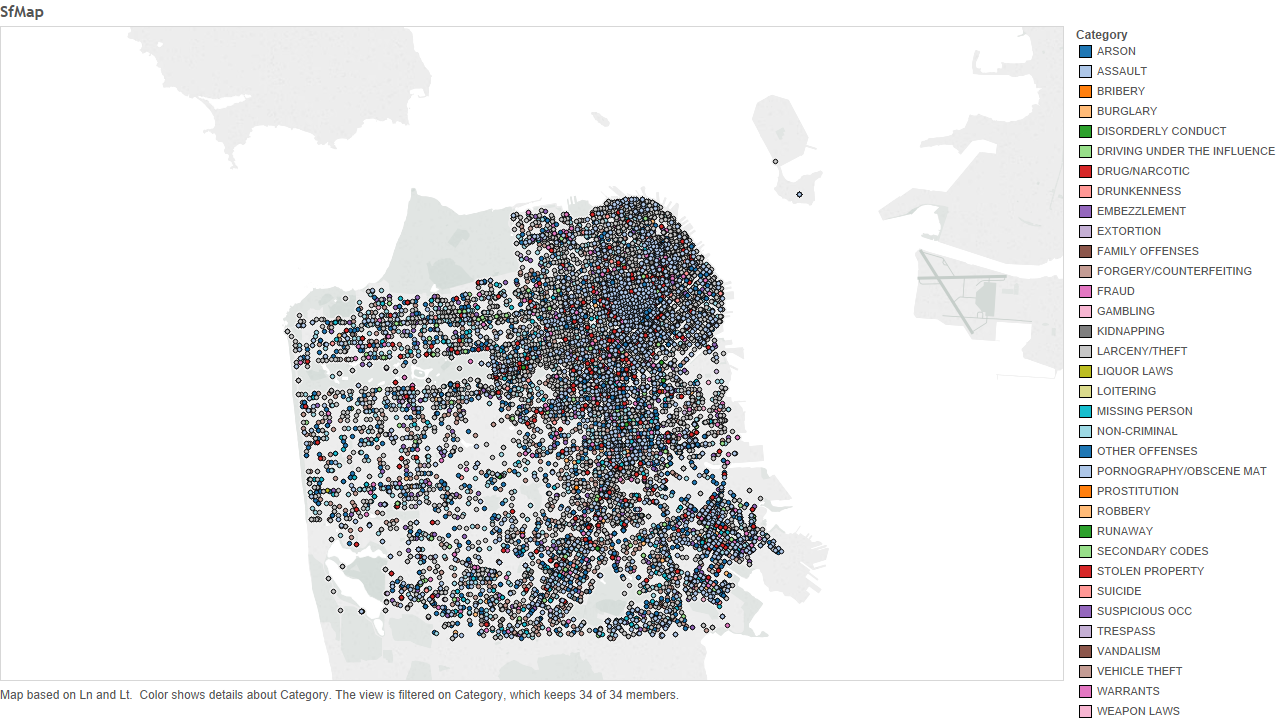 SfMap
Category
ARSON
ASSAULT
BRIBERY
BURGLARY
DISORDERLY CONDUCT
DRIVING UNDER THE INFLUENCE
DRUG/NARCOTIC
DRUNKENNESS
EMBEZZLEMENT
EXTORTION
FAMILY OFFENSES
FORGERY/COUNTERFEITING
FRAUD
GAMBLING
KIDNAPPING
LARCENY/THEFT
LIQUOR LAWS
LOITERING
MISSING PERSON
NON-CRIMINAL
OTHER OFFENSES
PORNOGRAPHY/OBSCENE MAT
PROSTITUTION
ROBBERY
RUNAWAY
SECONDARY CODES
STOLEN PROPERTY
SUICIDE
SUSPICIOUS OCC
TRESPASS
VANDALISM
VEHICLE THEFT
WARRANTS
WEAPON LAWS
Map based on Ln and Lt. Color shows details about Category. The view is filtered on Category, which keeps 34 of 34 members.